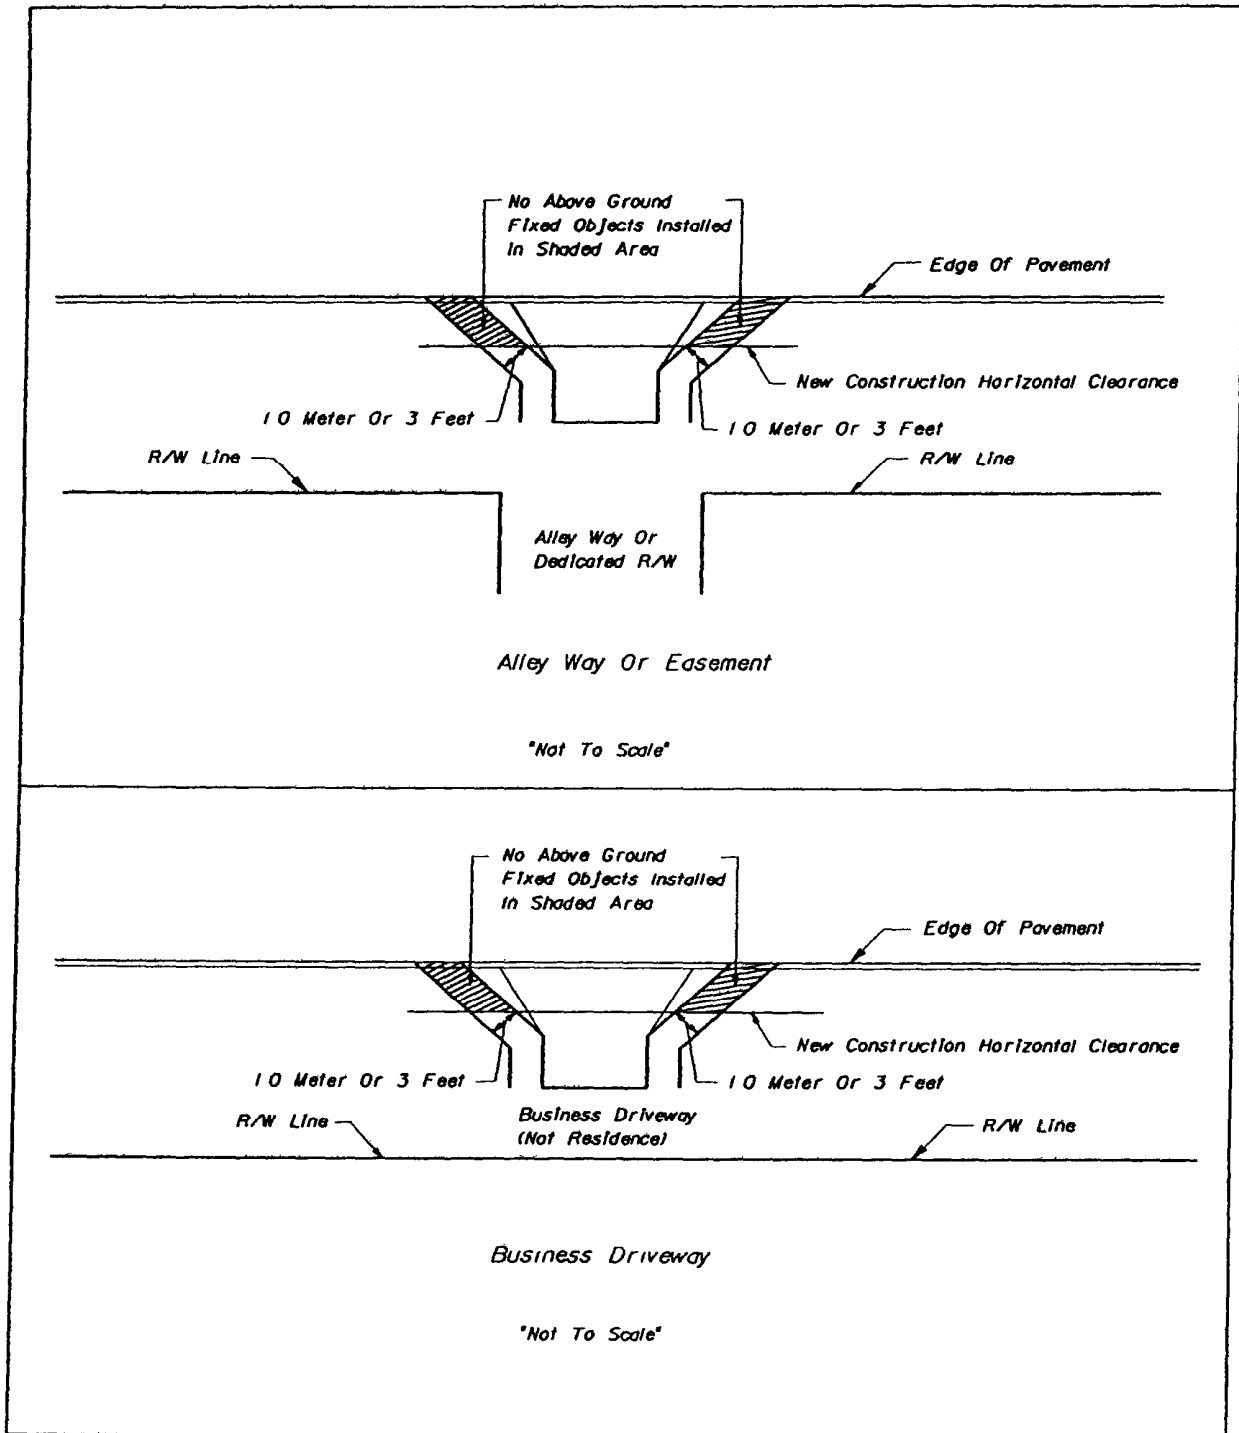 No Above Ground
Fixed Objects Installed
In Shaded Area
Edge Of Pavement
New Construction Horizontal Clearance
1 0 Meter Or 3 Feet
1 0 Meter Or 3 Feet
R/W Line
R/W Line
Alley Way Or
Dedicated R/W
Alley Way Or Easement
"Not To Scale"
No Above Ground
Fixed Objects Installed
In Shaded Area
Edge Of Pavement
New Construction Horizontal Clearance
1 0 Meter Or 3 Feet
1 0 Meter Or 3 Feet
Business Driveway
(Not Residence)
R/W Line
R/W Line
Business Driveway
"Not To Scale"